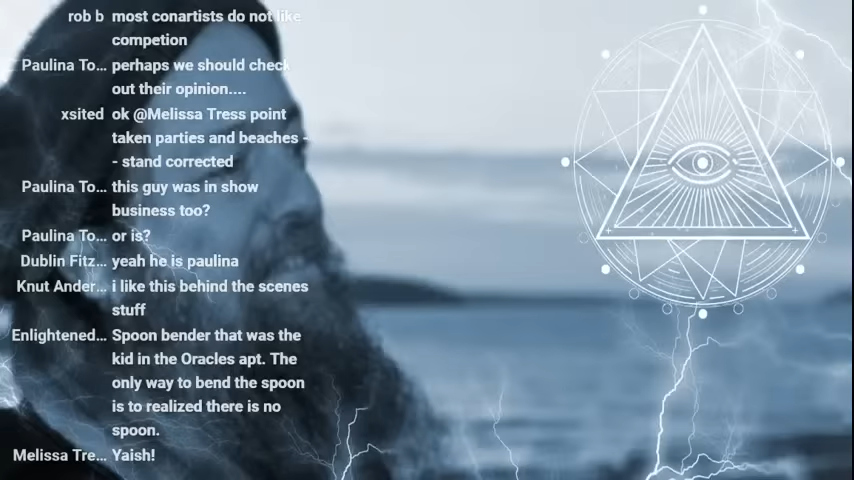 rob b most conartists do not like
competion
Paulina To... perhaps we should check
out their opinion....
xsited ok @Melissa Tress point
taken parties and beaches -
- stand corrected
Paulina To... this guy was in show
business too?
Paulina To... or is?
Dublin Fitz... yeah he is paulina
Knut Ander... i like this behind the scenes
stuff
Enlightened... Spoon bender that was the
kid in the Oracles apt. The
only way to bend the spoon
is to realized there is no
spoon.
Melissa Tre... Yaish!